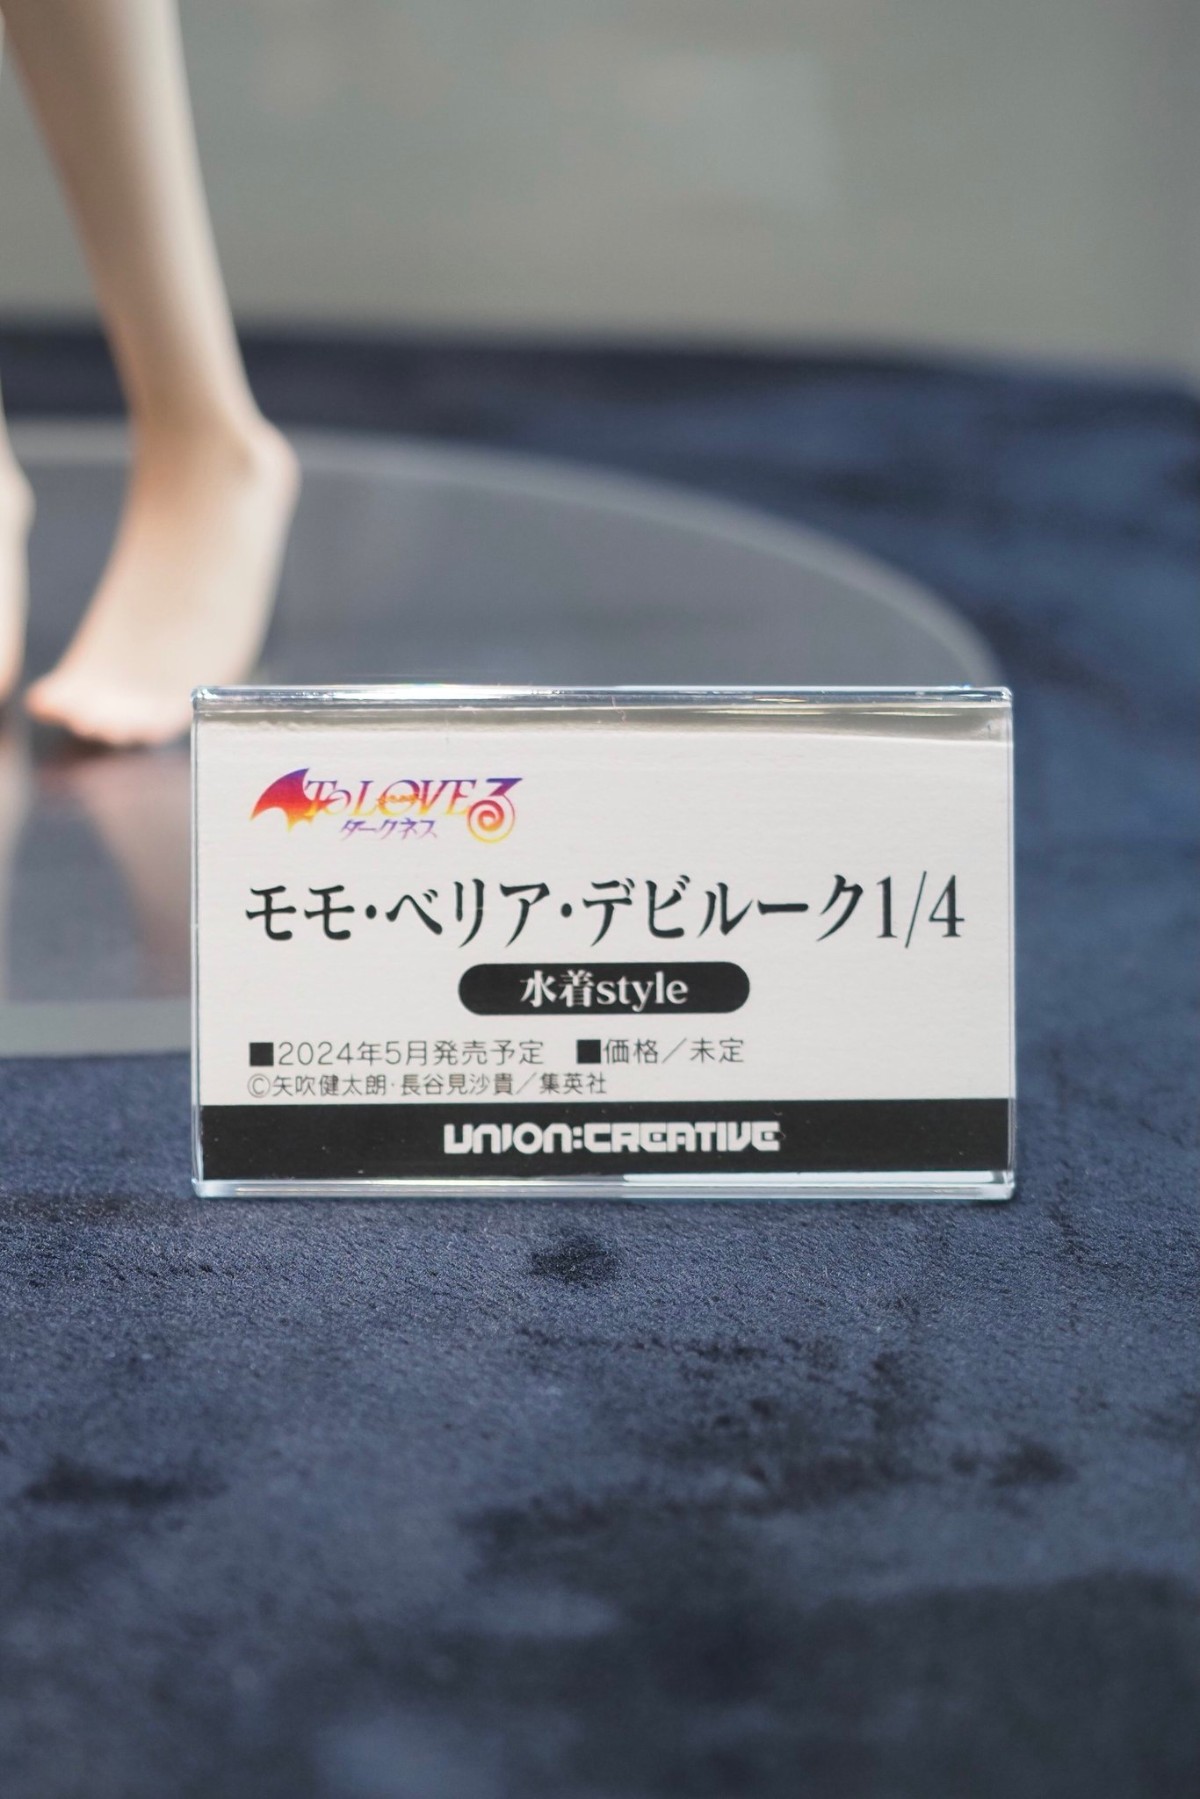 To LOVEる
ダークネス
モモ・ベリア・デビルーク1/4
水着style
■2024年5月発売予定　■価格／未定
©矢吹健太朗・長谷見沙貴／集英社
UNION:CREATIVE